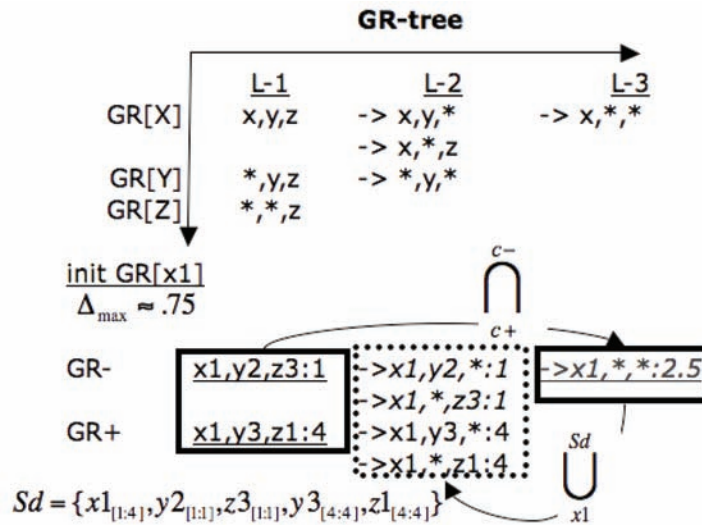 GR-tree
L-1 L-2 L-3
GR[X] x,y,z -> x,y,* -> x,*,*
-> x,*,z
GR[Y] *,y,z -> *,y,*
GR[Z] *,*,z
init GR[x1]
Δmax ≈ .75
c-
∩
c+
GR- x1,y2,z3:1 ->x1,y2,*:1 ->x1,*,*:2.5
->x1,*,z3:1
GR+ x1,y3,z1:4 ->x1,y3,*:4
->x1,*,z1:4
Sd
∪
x1
Sd = {x1[1:4], y2[1:1], z3[1:1], y3[4:4], z1[4:4]}